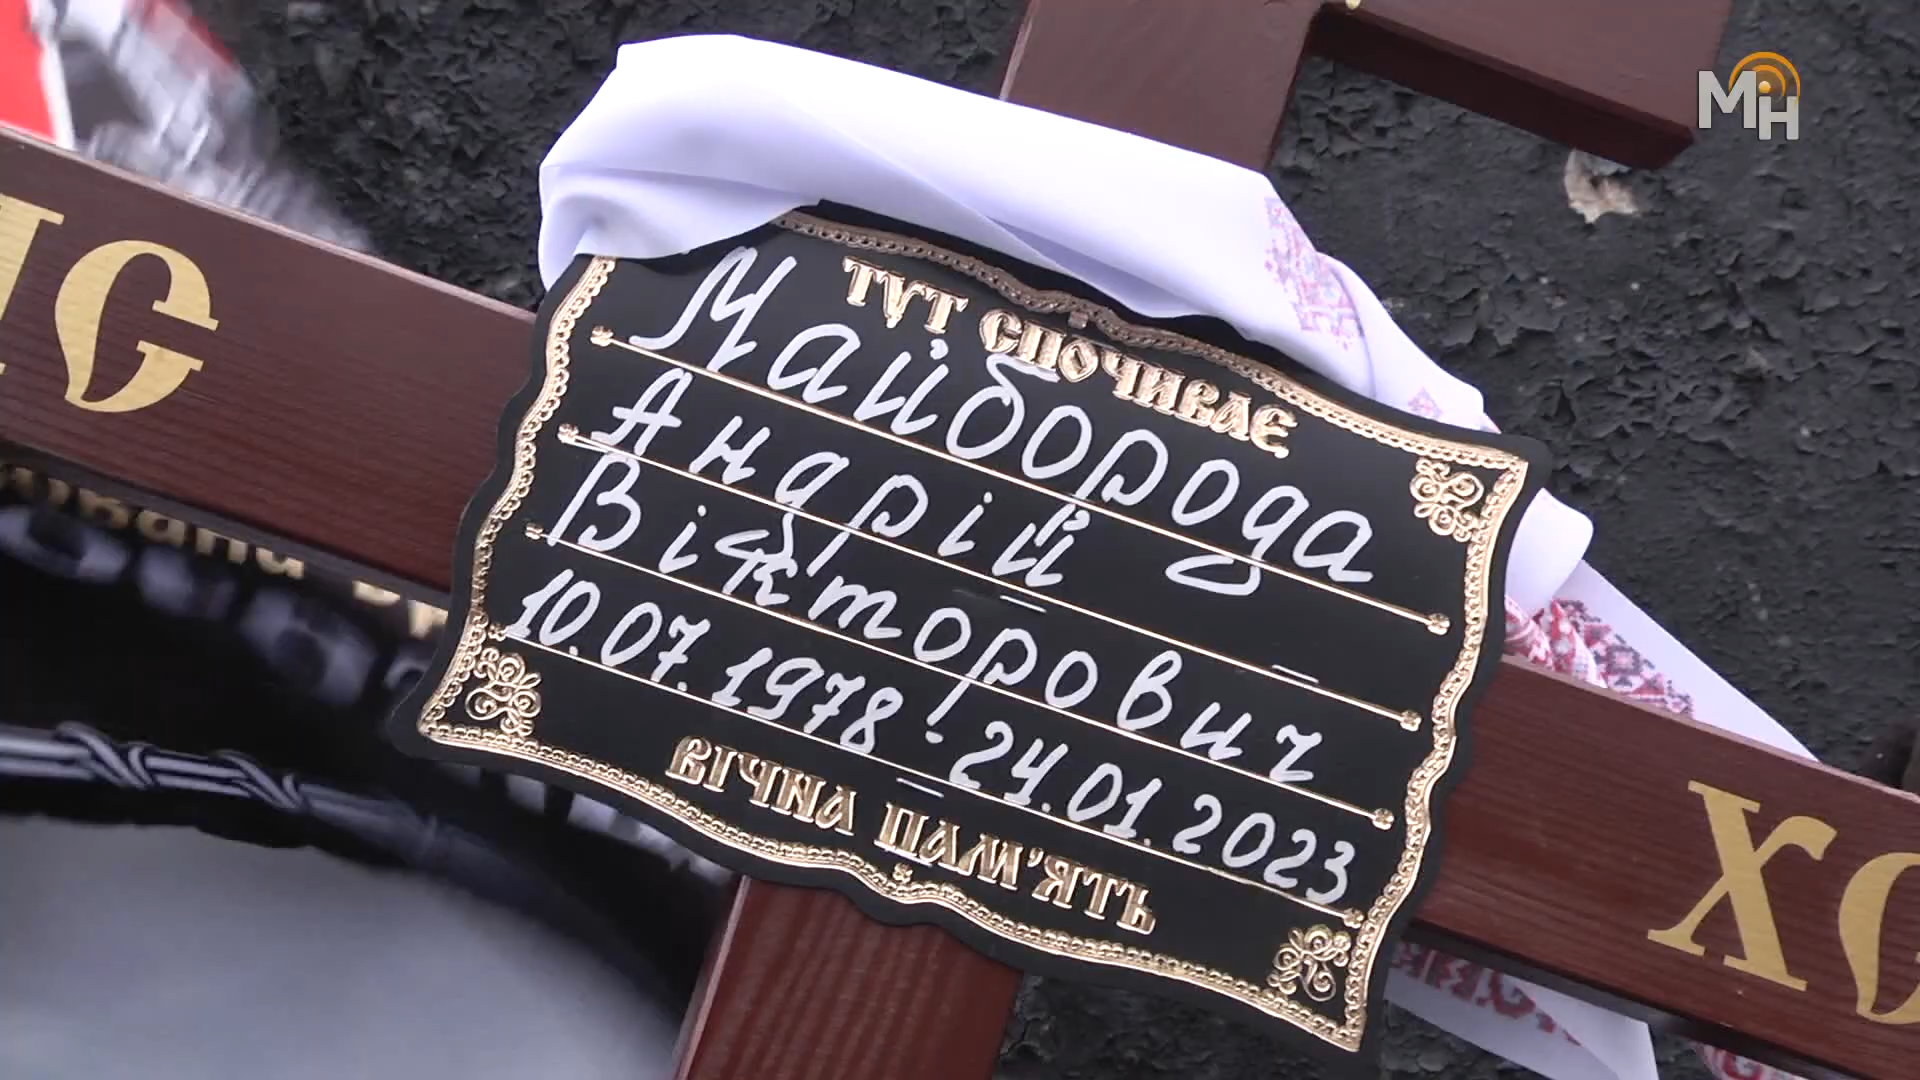 МН
ІС
ТУТ СПОЧИВАЄ
Майборода
Андрій
Вікторович
10.07.1978 - 24.01.2023
ВІЧНА ПАМ'ЯТЬ
ХС